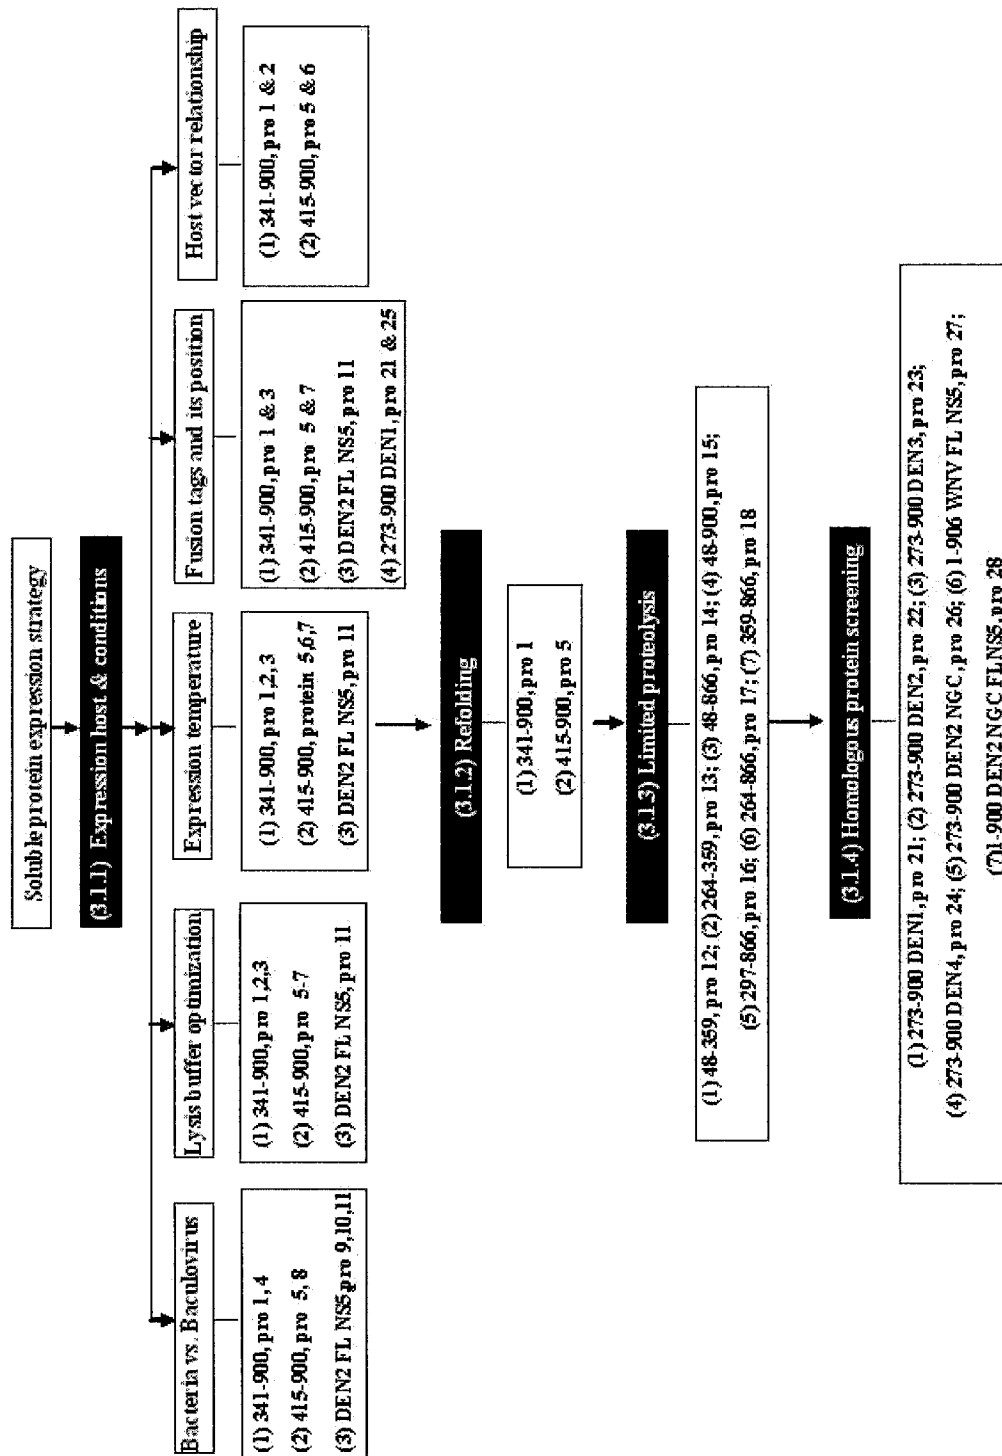 Soluble protein expression strategy
(3.1.1) Expression host & conditions
Bacteria vs. Baculovirus
(1) 341-900, pro 1, 4
(2) 415-900, pro 5, 8
(3) DEN2 FL NS5, pro 9,10,11
Lysis buffer optimization
(1) 341-900, pro 1,2,3
(2) 415-900, pro 5-7
(3) DEN2 FL NS5, pro 11
Expression temperature
(1) 341-900, pro 1,2,3
(2) 415-900, protein 5,6,7
(3) DEN2 FL NS5, pro 11
Fusion tags and its position
(1) 341-900, pro 1 & 3
(2) 415-900, pro 5 & 7
(3) DEN2 FL NS5, pro 11
(4) 273-900 DEN1, pro 21 & 25
Host vector relationship
(1) 341-900, pro 1 & 2
(2) 415-900, pro 5 & 6
(3.1.2) Refolding
(1) 341-900, pro 1
(2) 415-900, pro 5
(3.1.3) Limited proteolysis
(1) 48-359, pro 12; (2) 264-359, pro 13; (3) 48-866, pro 14; (4) 48-900, pro 15;
(5) 297-866, pro 16; (6) 264-866, pro 17; (7) 359-866, pro 18
(3.1.4) Homologous protein screening
(1) 273-900 DEN1, pro 21; (2) 273-900 DEN2, pro 22; (3) 273-900 DEN3, pro 23;
(4) 273-900 DEN4, pro 24; (5) 273-900 DEN2 NGC, pro 26; (6) 1-906 WNV FL NS5, pro 27;
(7)1-900 DEN2 NGC FL NS5, pro 28